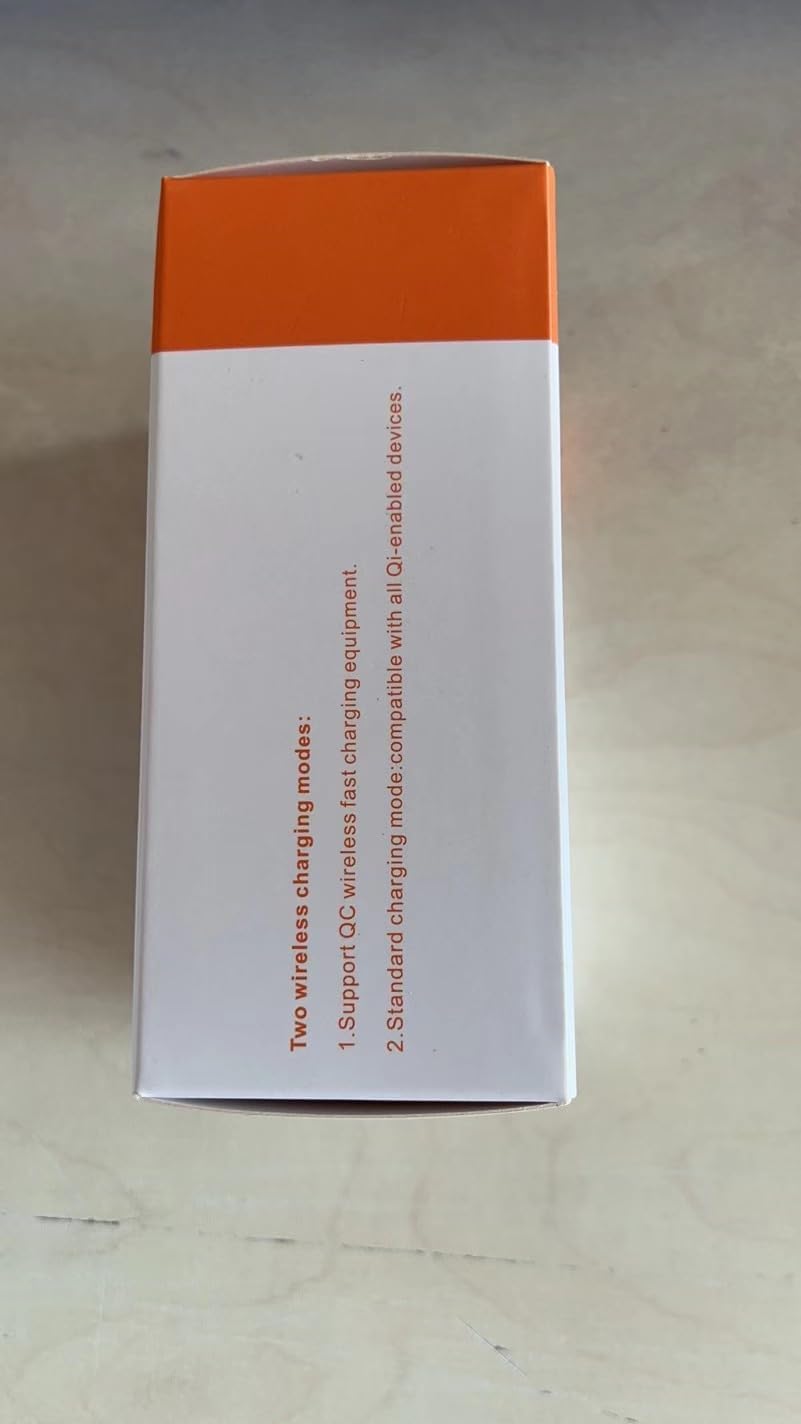 Two wireless charging modes:
1.Support QC wireless fast charging equipment.
2.Standard charging mode:compatible with all Qi-enabled devices.